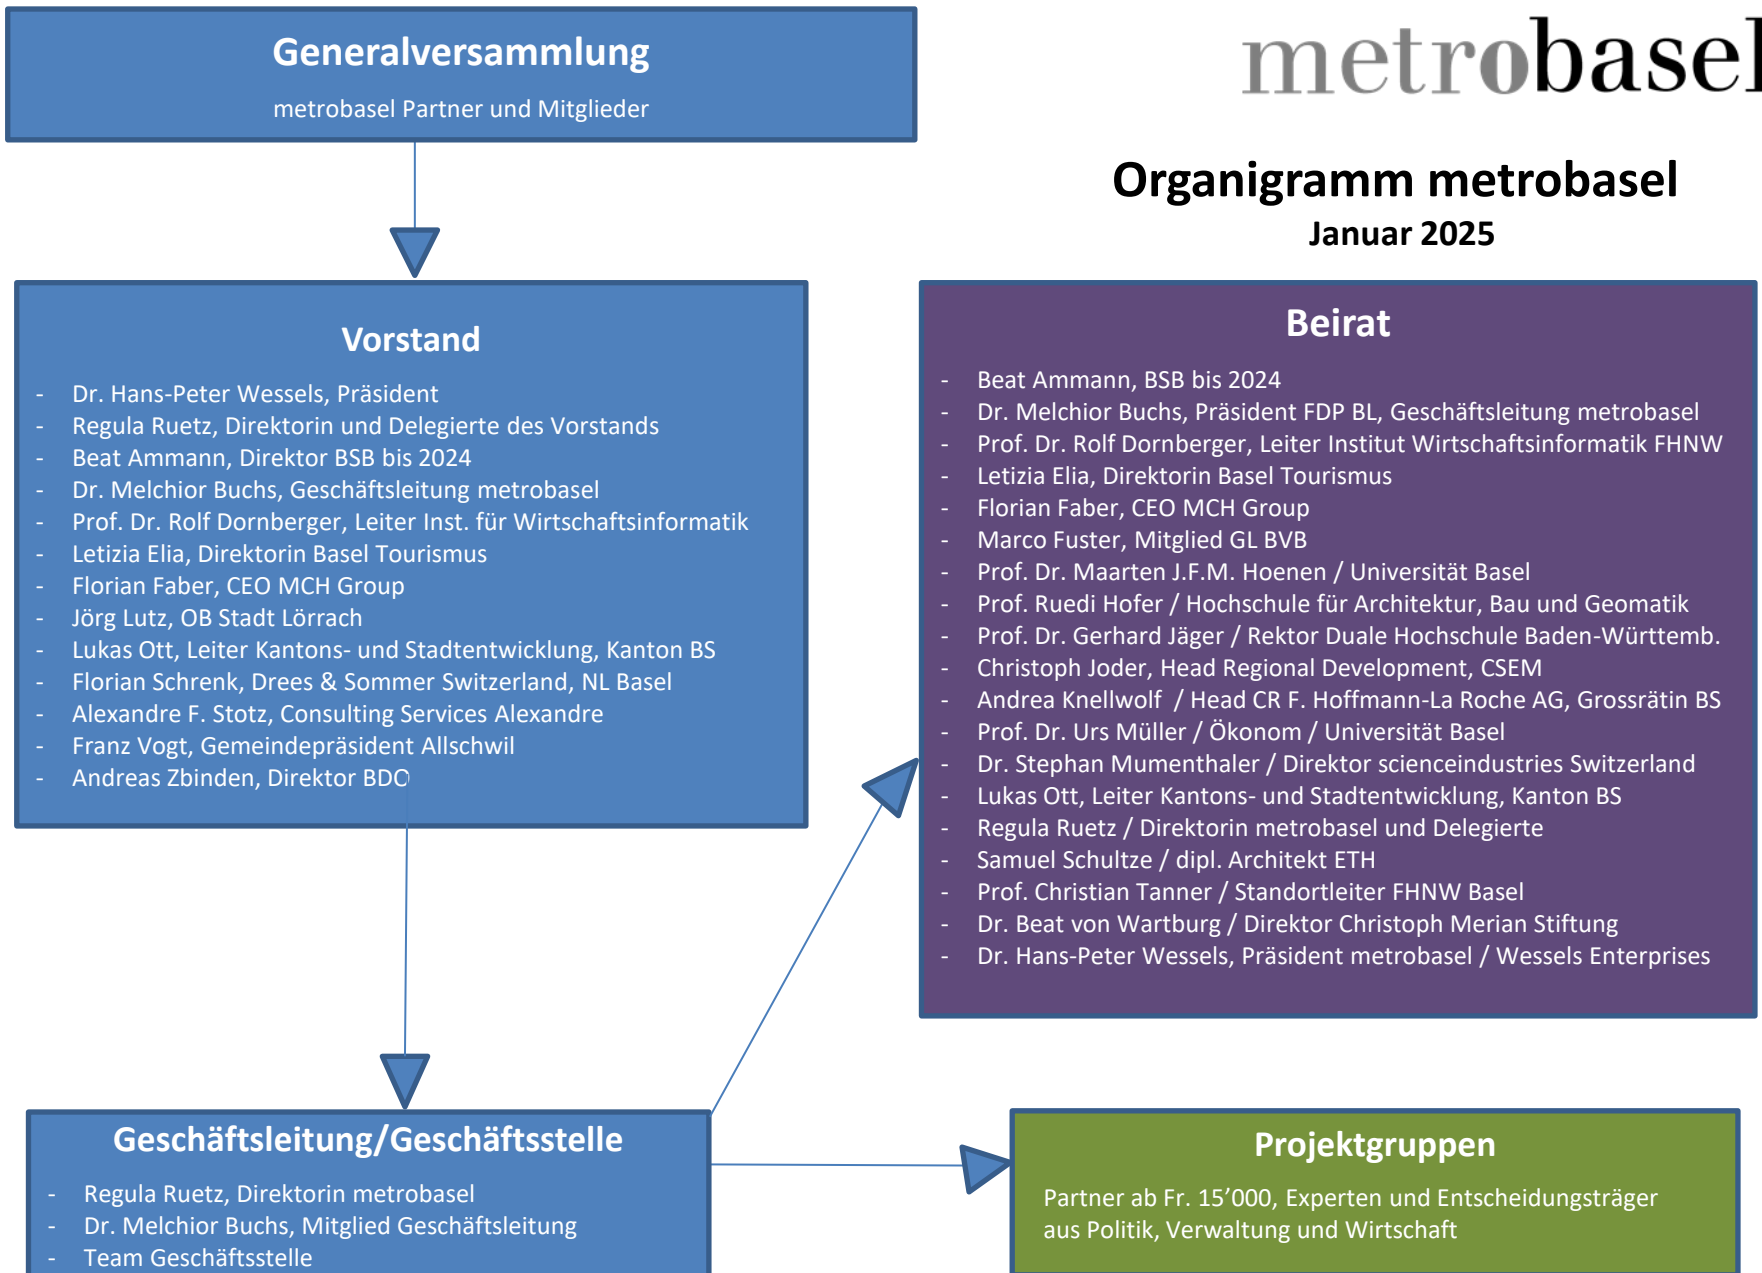 Generalversammlung
metrobasel Partner und Mitglieder
metrobasel
Organigramm metrobasel
Januar 2025
Vorstand
- Dr. Hans-Peter Wessels, Präsident
- Regula Ruetz, Direktorin und Delegierte des Vorstands
- Beat Ammann, Direktor BSB bis 2024
- Dr. Melchior Buchs, Geschäftsleitung metrobasel
- Prof. Dr. Rolf Dornberger, Leiter Inst. für Wirtschaftsinformatik
- Letizia Elia, Direktorin Basel Tourismus
- Florian Faber, CEO MCH Group
- Jörg Lutz, OB Stadt Lörrach
- Lukas Ott, Leiter Kantons- und Stadtentwicklung, Kanton BS
- Florian Schrenk, Drees & Sommer Switzerland, NL Basel
- Alexandre F. Stotz, Consulting Services Alexandre
- Franz Vogt, Gemeindepräsident Allschwil
- Andreas Zbinden, Direktor BDO
Beirat
- Beat Ammann, BSB bis 2024
- Dr. Melchior Buchs, Präsident FDP BL, Geschäftsleitung metrobasel
- Prof. Dr. Rolf Dornberger, Leiter Institut Wirtschaftsinformatik FHNW
- Letizia Elia, Direktorin Basel Tourismus
- Florian Faber, CEO MCH Group
- Marco Fuster, Mitglied GL BVB
- Prof. Dr. Maarten J.F.M. Hoenen / Universität Basel
- Prof. Ruedi Hofer / Hochschule für Architektur, Bau und Geomatik
- Prof. Dr. Gerhard Jäger / Rektor Duale Hochschule Baden-Württemb.
- Christoph Joder, Head Regional Development, CSEM
- Andrea Knellwolf / Head CR F. Hoffmann-La Roche AG, Grossrätin BS
- Prof. Dr. Urs Müller / Ökonom / Universität Basel
- Dr. Stephan Mumenthaler / Direktor scienceindustries Switzerland
- Lukas Ott, Leiter Kantons- und Stadtentwicklung, Kanton BS
- Regula Ruetz / Direktorin metrobasel und Delegierte
- Samuel Schultze / dipl. Architekt ETH
- Prof. Christian Tanner / Standortleiter FHNW Basel
- Dr. Beat von Wartburg / Direktor Christoph Merian Stiftung
- Dr. Hans-Peter Wessels, Präsident metrobasel / Wessels Enterprises
Geschäftsleitung/Geschäftsstelle
- Regula Ruetz, Direktorin metrobasel
- Dr. Melchior Buchs, Mitglied Geschäftsleitung
- Team Geschäftsstelle
Projektgruppen
Partner ab Fr. 15’000, Experten und Entscheidungsträger
aus Politik, Verwaltung und Wirtschaft